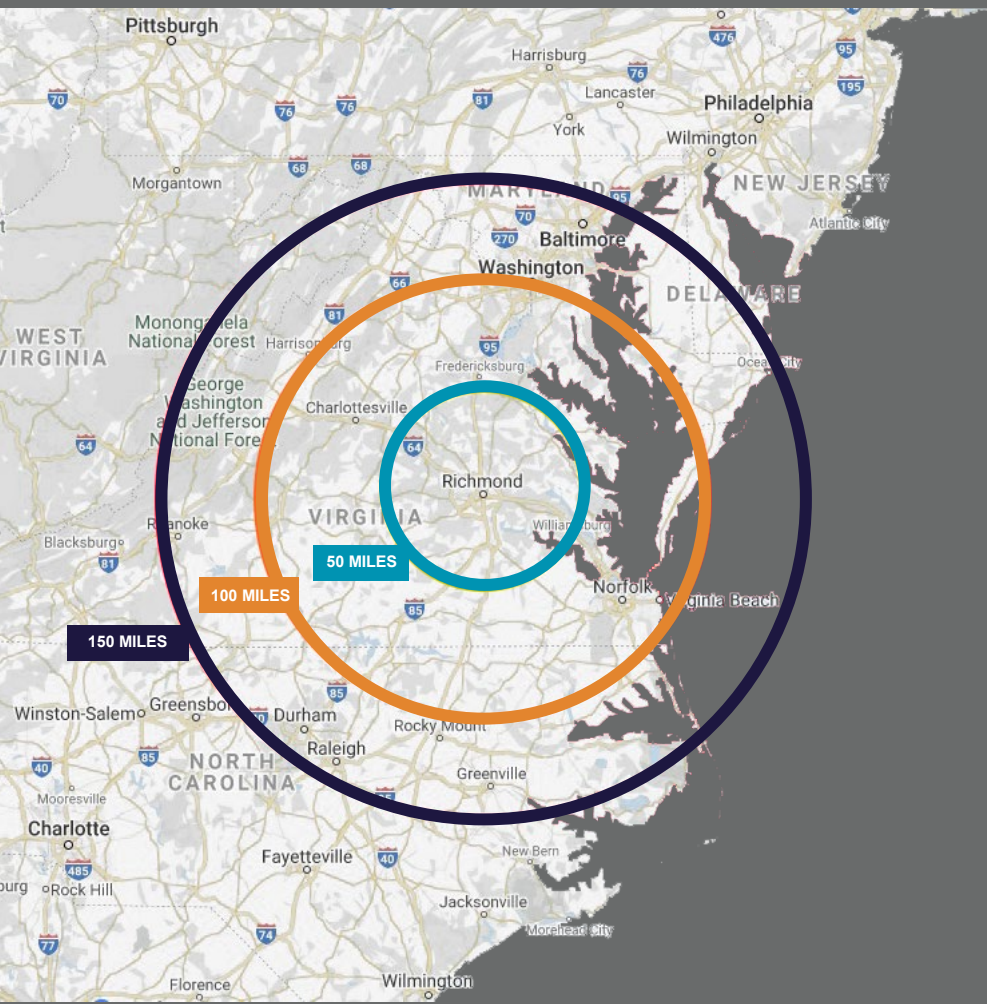 Pittsburgh
476
Harrisburg
95
76
Lancaster
195
70
76
76
81
Philadelphia
York
Wilmington
68
68
Morgantown
MARYLAND
95
NEW JERSEY
70
Atlantic City
270
Baltimore
Washington
66
DELAWARE
81
Monongahela
National Forest
WEST
VIRGINIA
Harrisonburg
95
Ocean City
Fredericksburg
George
Washington
and Jefferson
National Forest
Charlottesville
64
64
Richmond
VIRGINIA
Roanoke
Williamsburg
Blacksburg
81
50 MILES
100 MILES
Norfolk
Virginia Beach
85
150 MILES
85
Winston-Salem
Greensboro
Durham
Rocky Mount
Raleigh
85
NORTH
CAROLINA
40
Greenville
Mooresville
Charlotte
Fayetteville
40
New Bern
485
burg
Rock Hill
Jacksonville
74
Morehead City
77
Wilmington
Florence